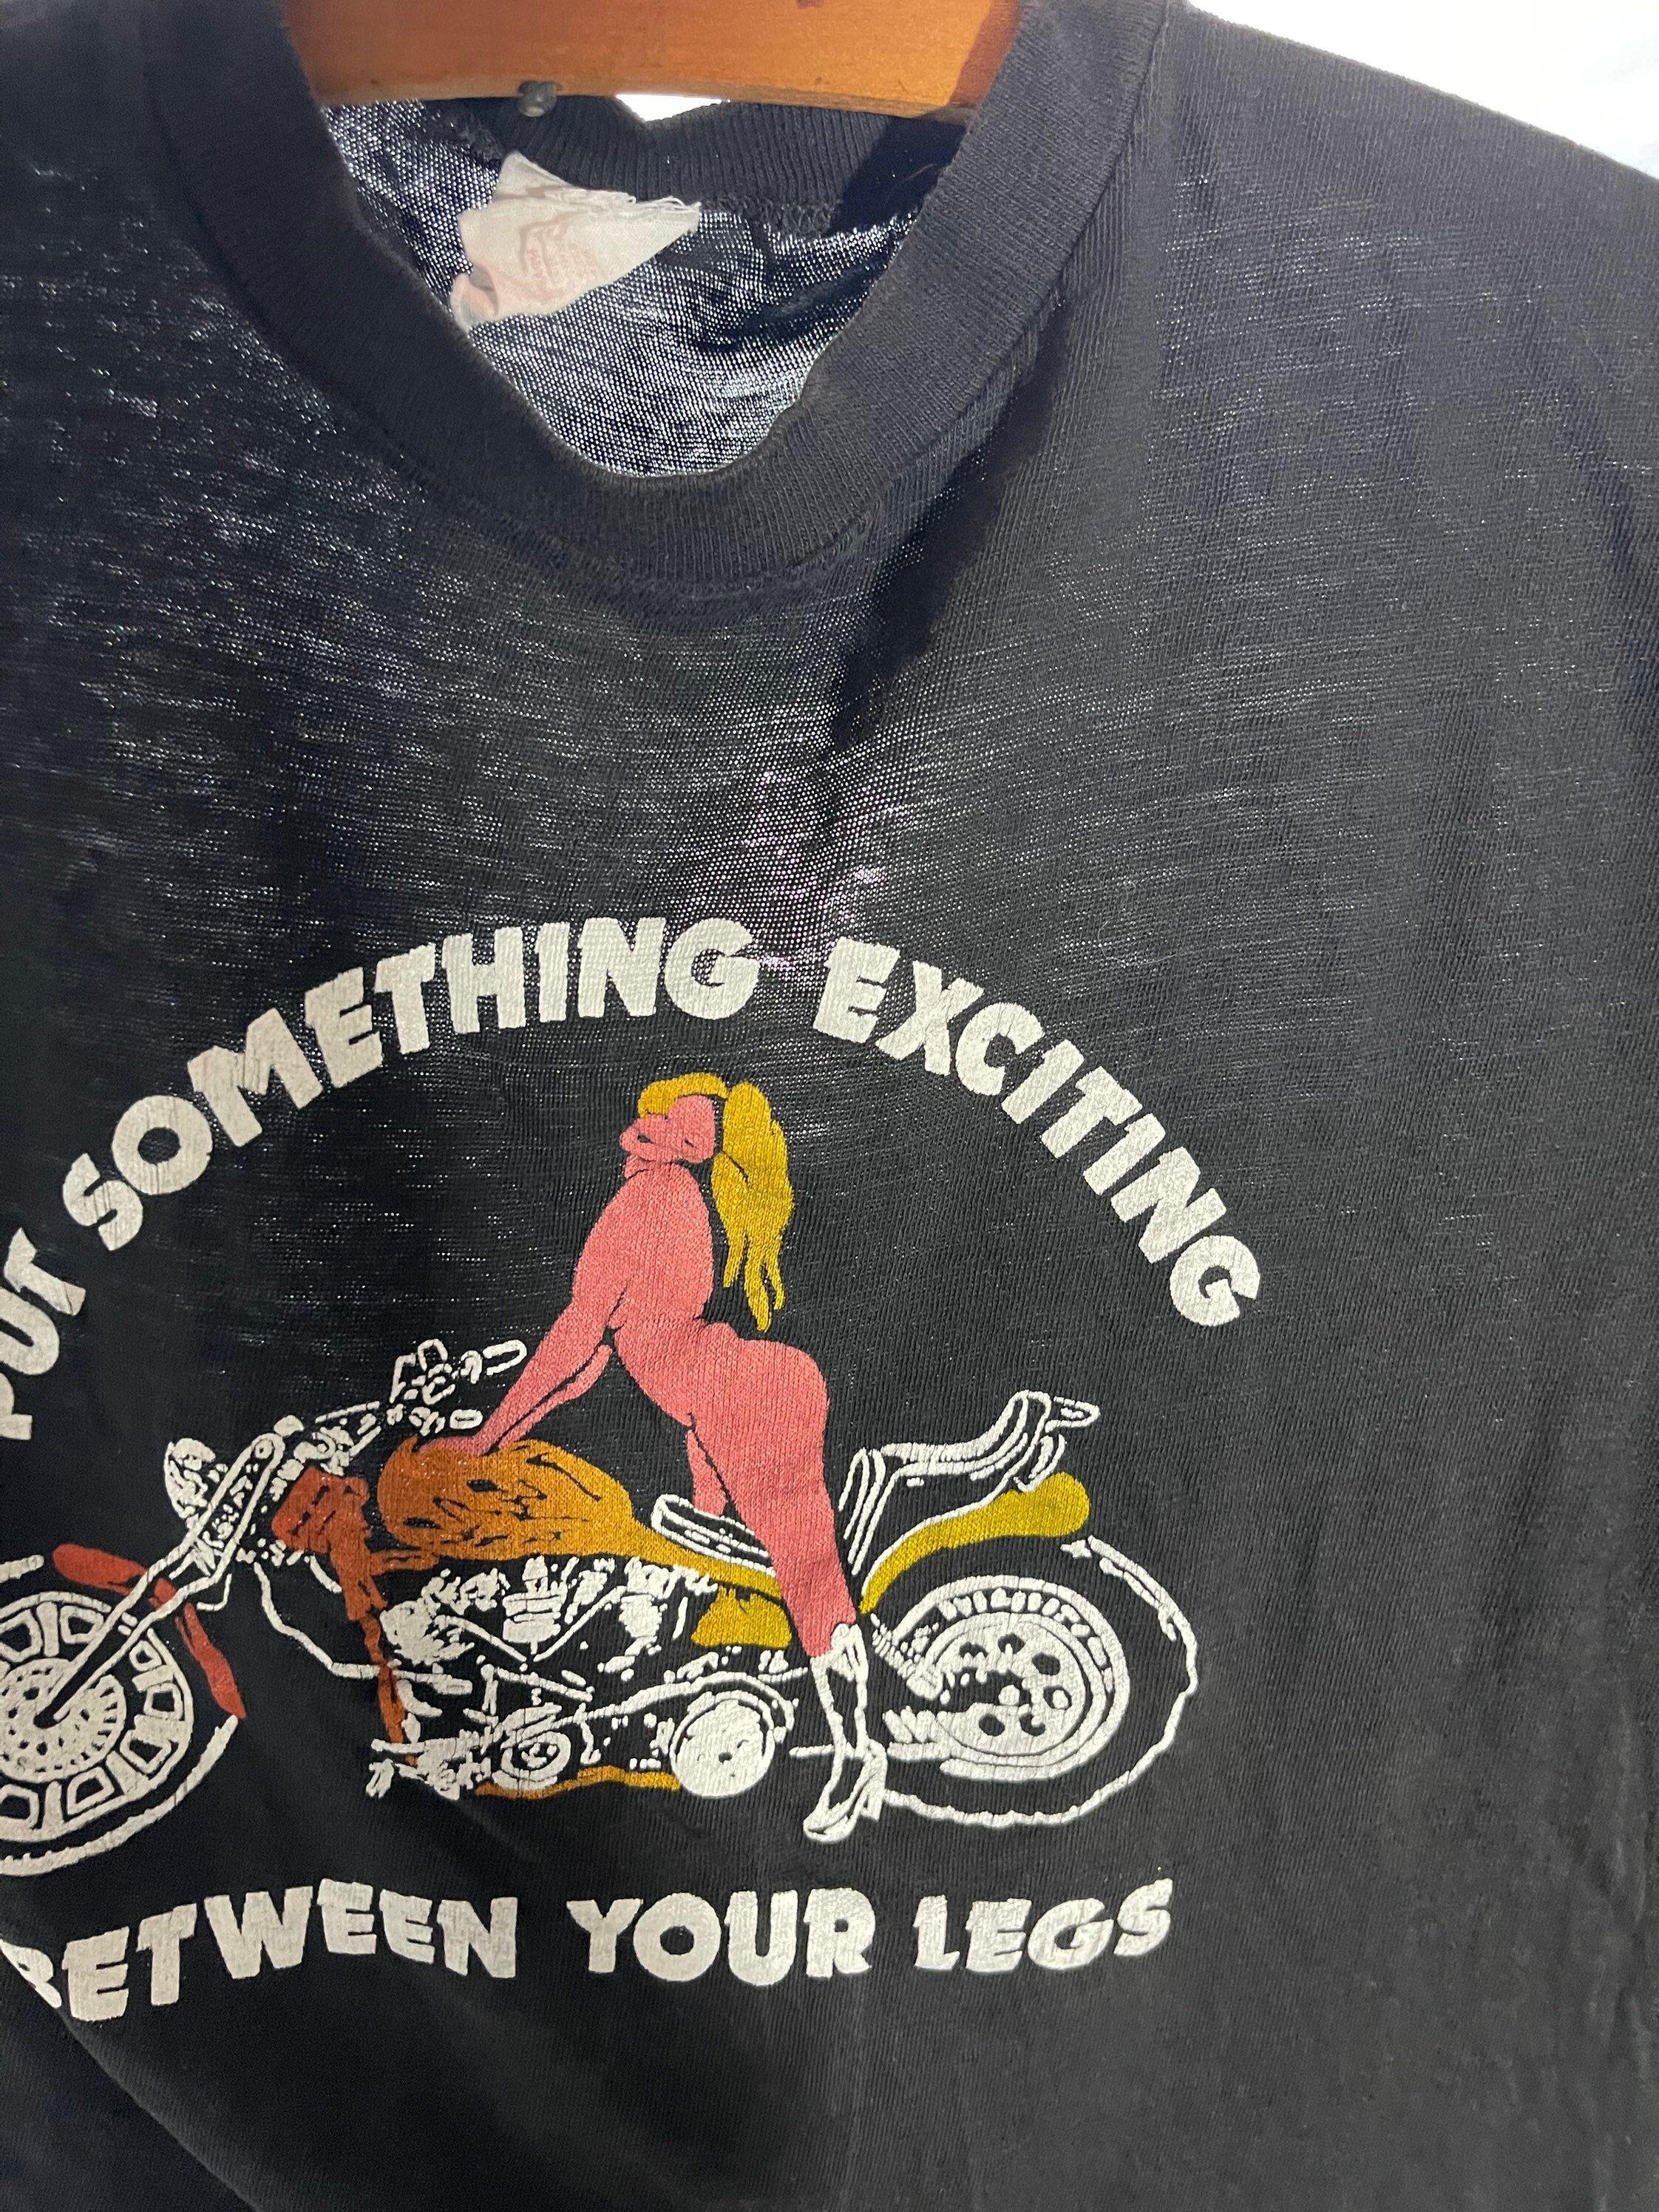 PUT SOMETHING EXCITING
BETWEEN YOUR LEGS